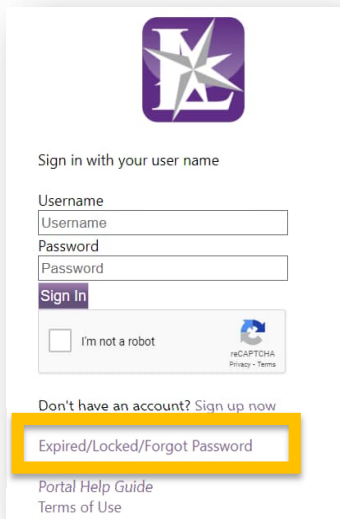 L
Sign in with your user name
Username
Username
Password
Password
Sign In
I'm not a robot
reCAPTCHA
Privacy - Terms
Don't have an account? Sign up now
Expired/Locked/Forgot Password
Portal Help Guide
Terms of Use